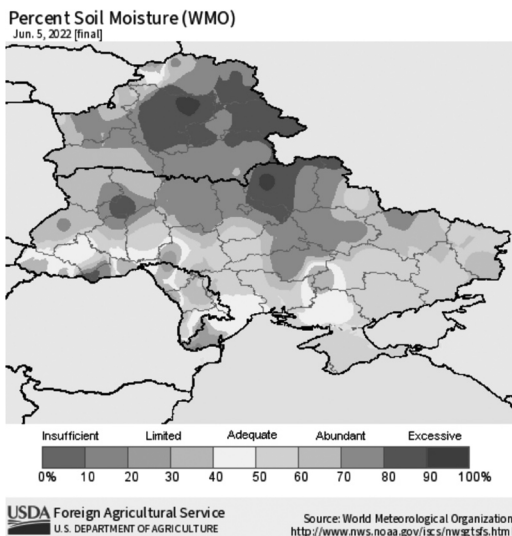 Percent Soil Moisture (WMO)
Jun. 5, 2022 [final]
Insufficient Limited Adequate Abundant Excessive
0% 10 20 30 40 50 60 70 80 90 100%
USDA Foreign Agricultural Service
U.S. DEPARTMENT OF AGRICULTURE
Source: World Meteorological Organization
http://www.nws.noaa.gov/iscs/nwsgtsfs.htm